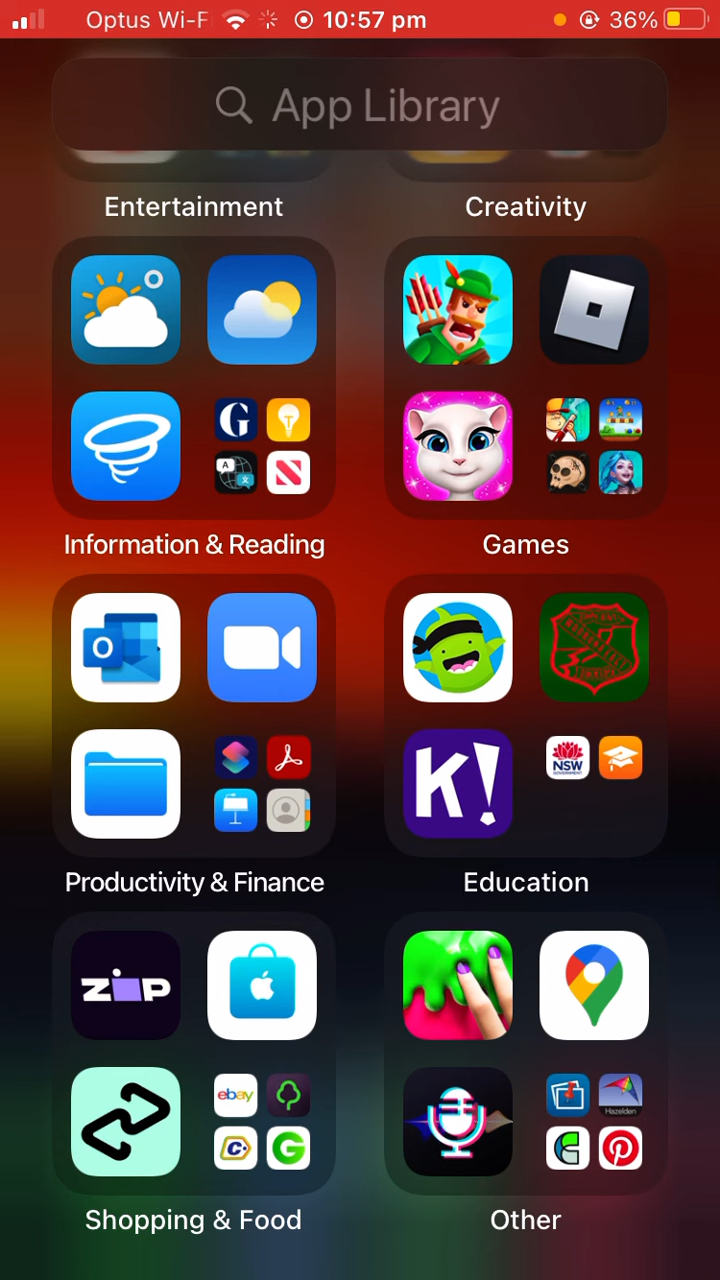 Optus Wi-F 10:57 pm 36%
App Library
Entertainment Creativity
G
A
Information & Reading Games
O
K!
NSW
GOVERNMENT
Productivity & Finance Education
ZIP
ebay
Hazelden
C G
Shopping & Food Other